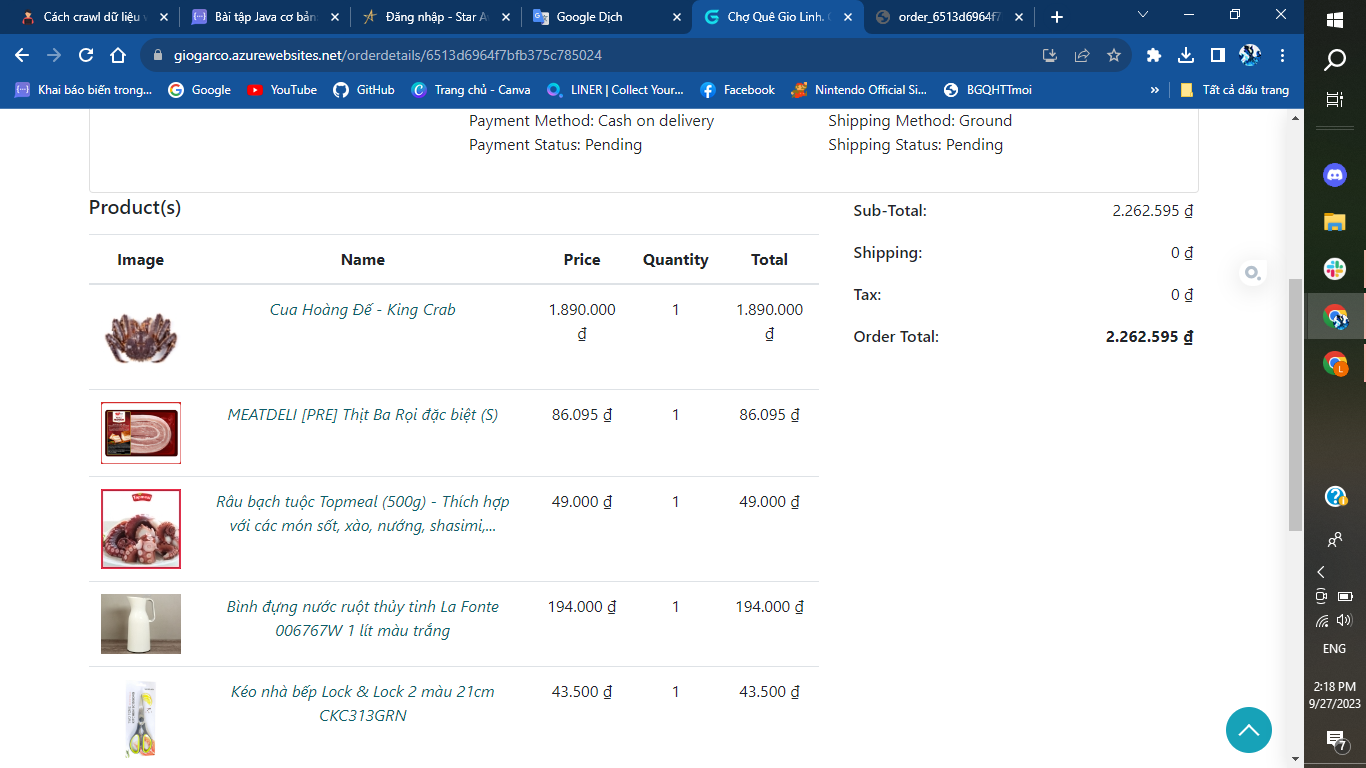 Cách crawl dữ liệu v
Bài tập Java cơ bản:
Đăng nhập - Star Av
Google Dịch
Chợ Quê Gio Linh. G
order_6513d6964f7
giogarco.azurewebsites.net/orderdetails/6513d6964f7bfb375c785024
Khai báo biến trong...
Google
YouTube
GitHub
Trang chủ - Canva
LINER | Collect Your...
Facebook
Nintendo Official Si...
BGQHTTmoi
»
Tất cả dấu trang
Payment Method: Cash on delivery
Shipping Method: Ground
Payment Status: Pending
Shipping Status: Pending
Product(s)
Image Name Price Quantity Total
Cua Hoàng Đế - King Crab 1.890.000 ₫ 1 1.890.000 ₫
MEATDELI [PRE] Thịt Ba Rọi đặc biệt (S) 86.095 ₫ 1 86.095 ₫
Râu bạch tuộc Topmeal (500g) - Thích hợp
với các món sốt, xào, nướng, shasimi,...
49.000 ₫ 1 49.000 ₫
Bình đựng nước ruột thủy tinh La Fonte
006767W 1 lít màu trắng
194.000 ₫ 1 194.000 ₫
Kéo nhà bếp Lock & Lock 2 màu 21cm
CKC313GRN
43.500 ₫ 1 43.500 ₫
Sub-Total: 2.262.595 ₫
Shipping: 0 ₫
Tax: 0 ₫
Order Total: 2.262.595 ₫
L
ENG
2:18 PM
9/27/2023
7